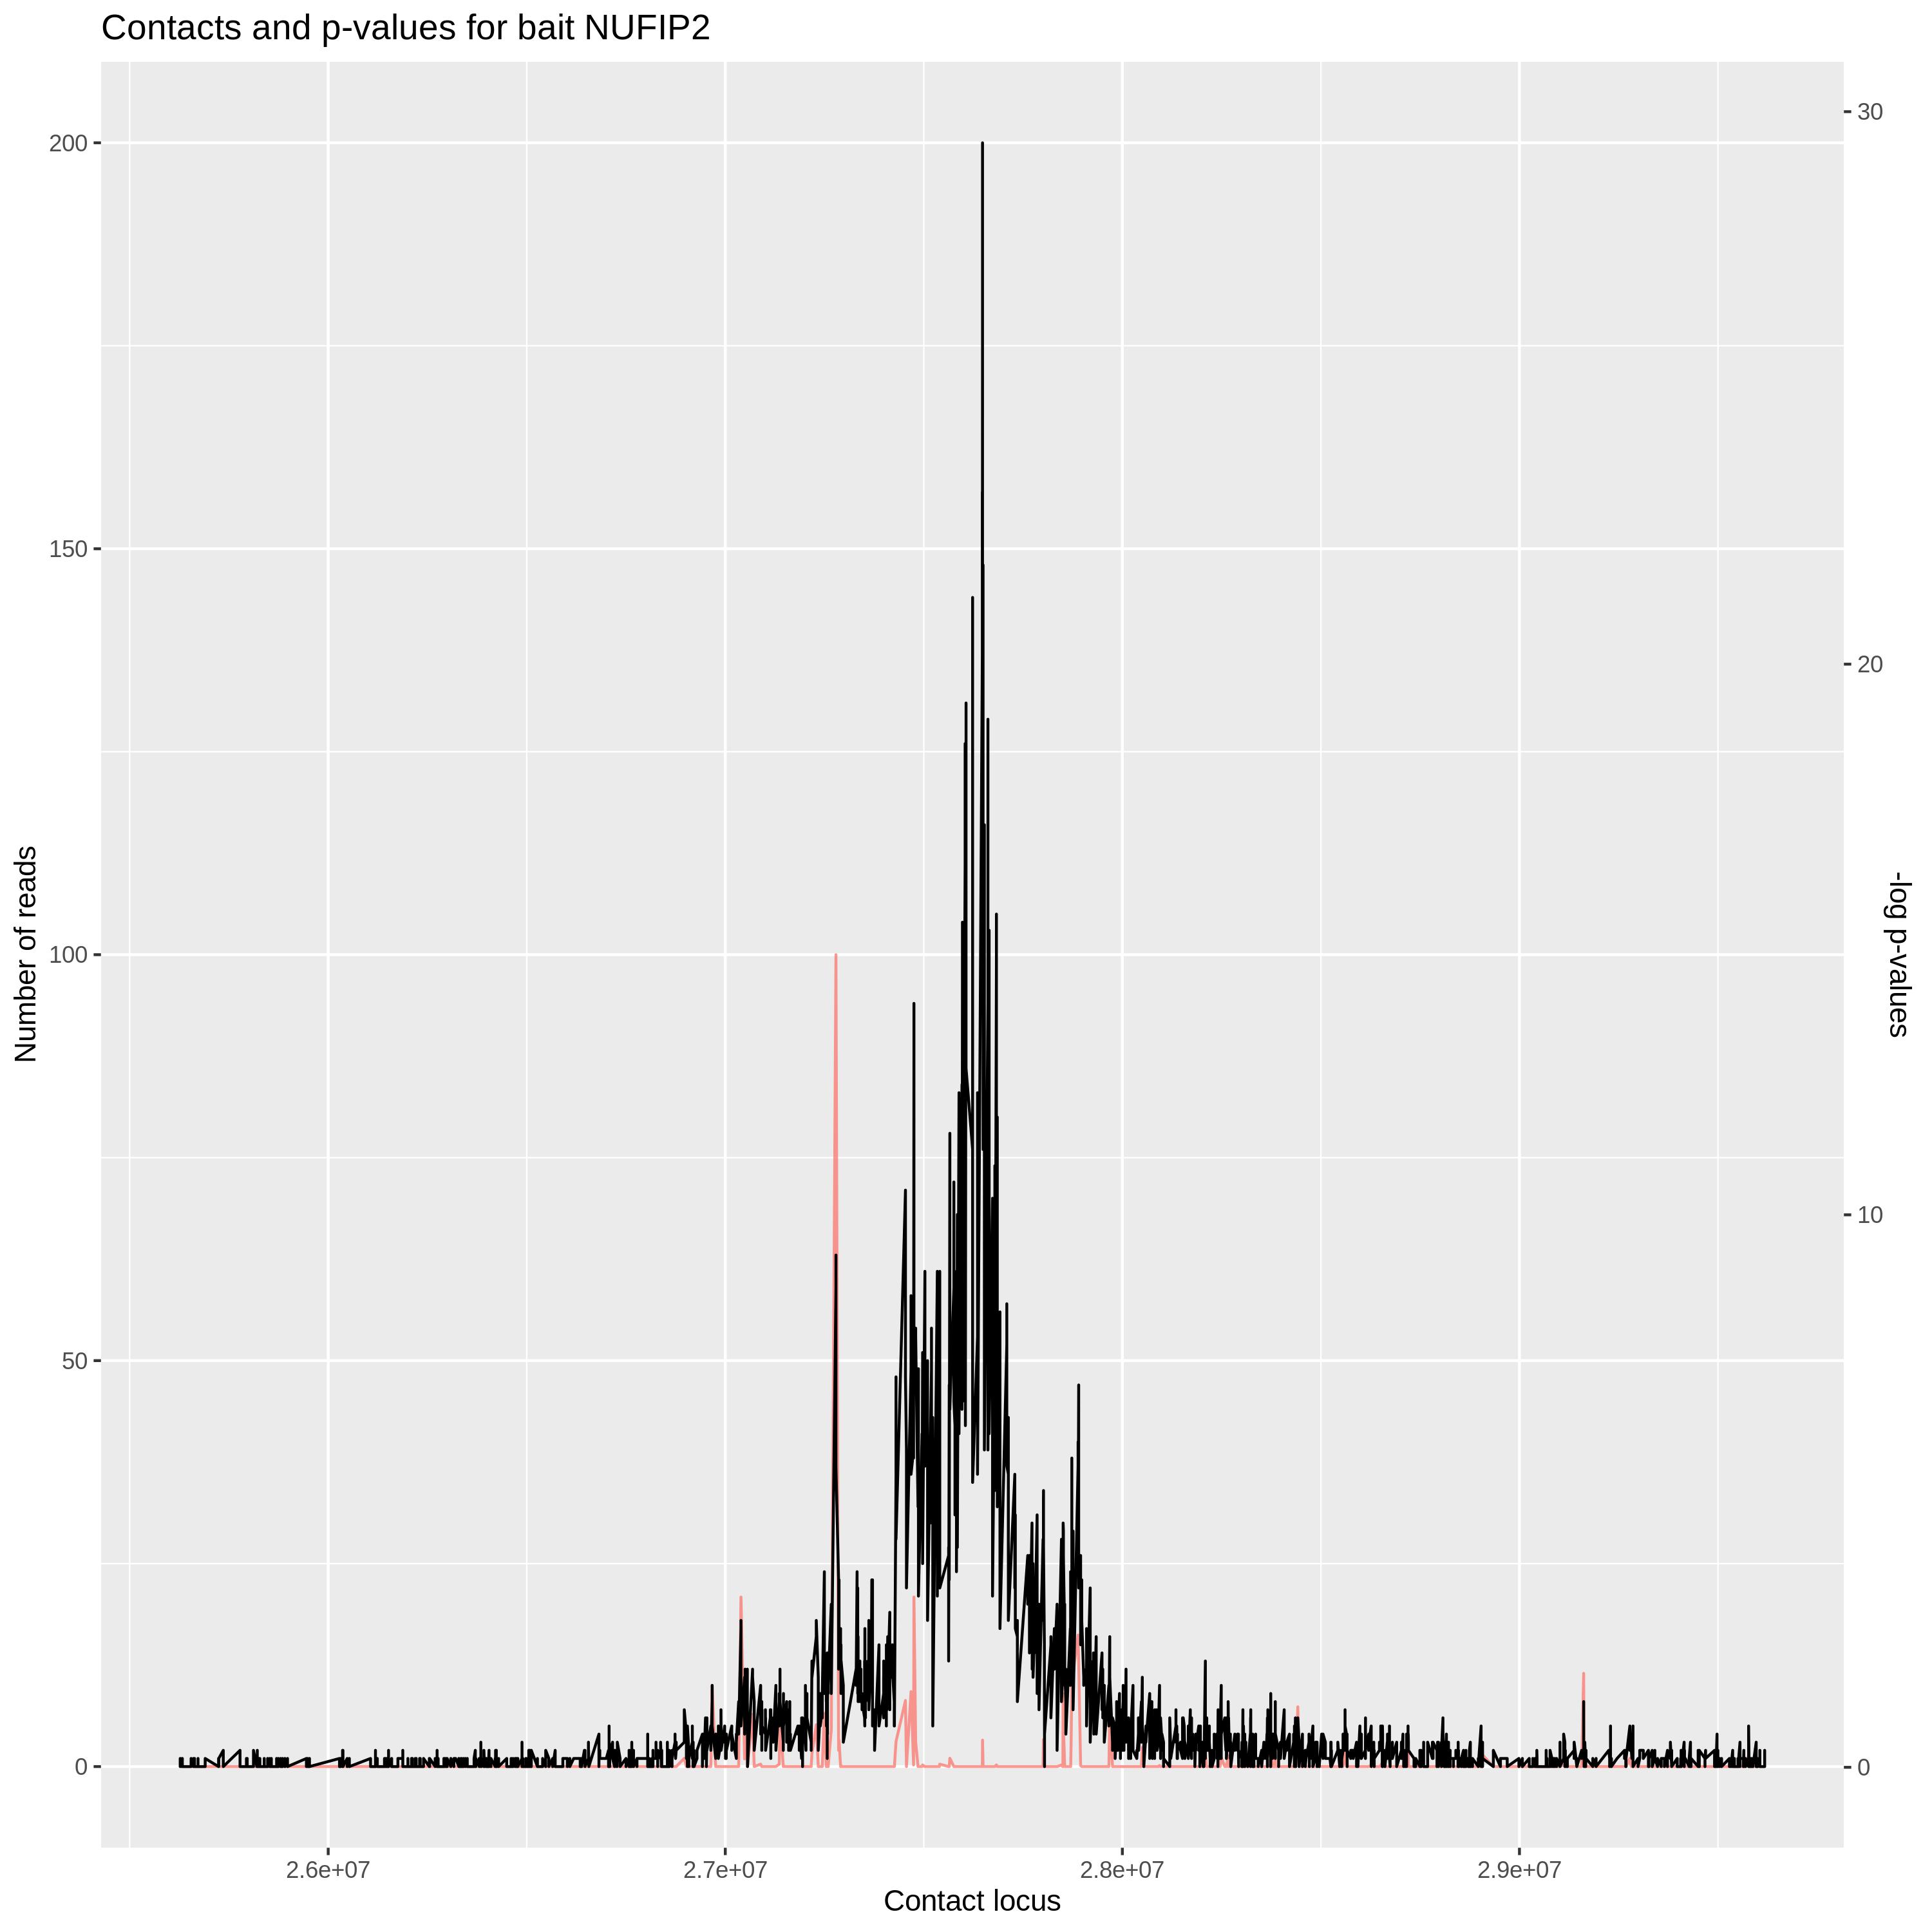 Contacts and p-values for bait NUFIP2
Number of reads
200
150
100
50
0
30
20
10
0
-log p-values
2.6e+07
2.7e+07
2.8e+07
2.9e+07
Contact locus